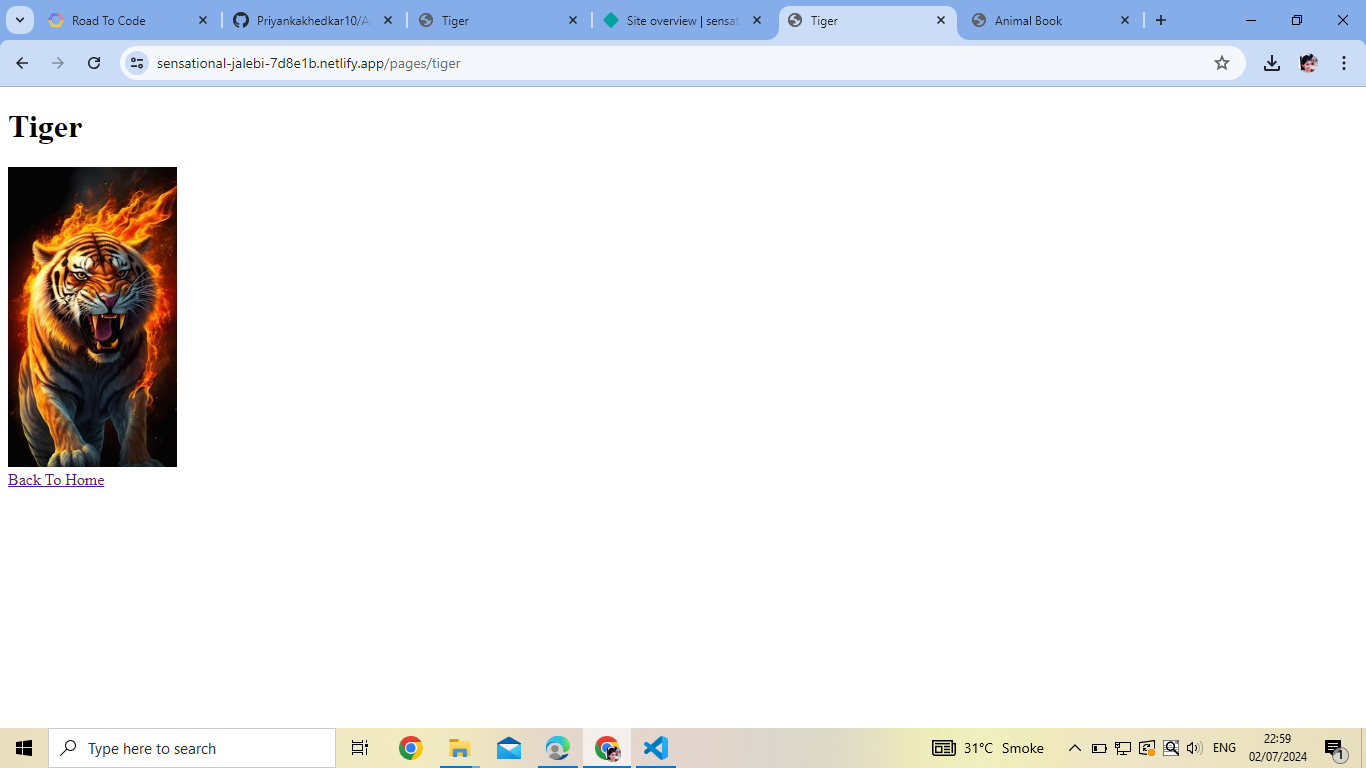 Road To Code
Priyankakhedkar10/A
Tiger
Site overview | sensat
Tiger
Animal Book
sensational-jalebi-7d8e1b.netlify.app/pages/tiger
Tiger
Back To Home
Type here to search
31°C Smoke
ENG
22:59
02/07/2024
1